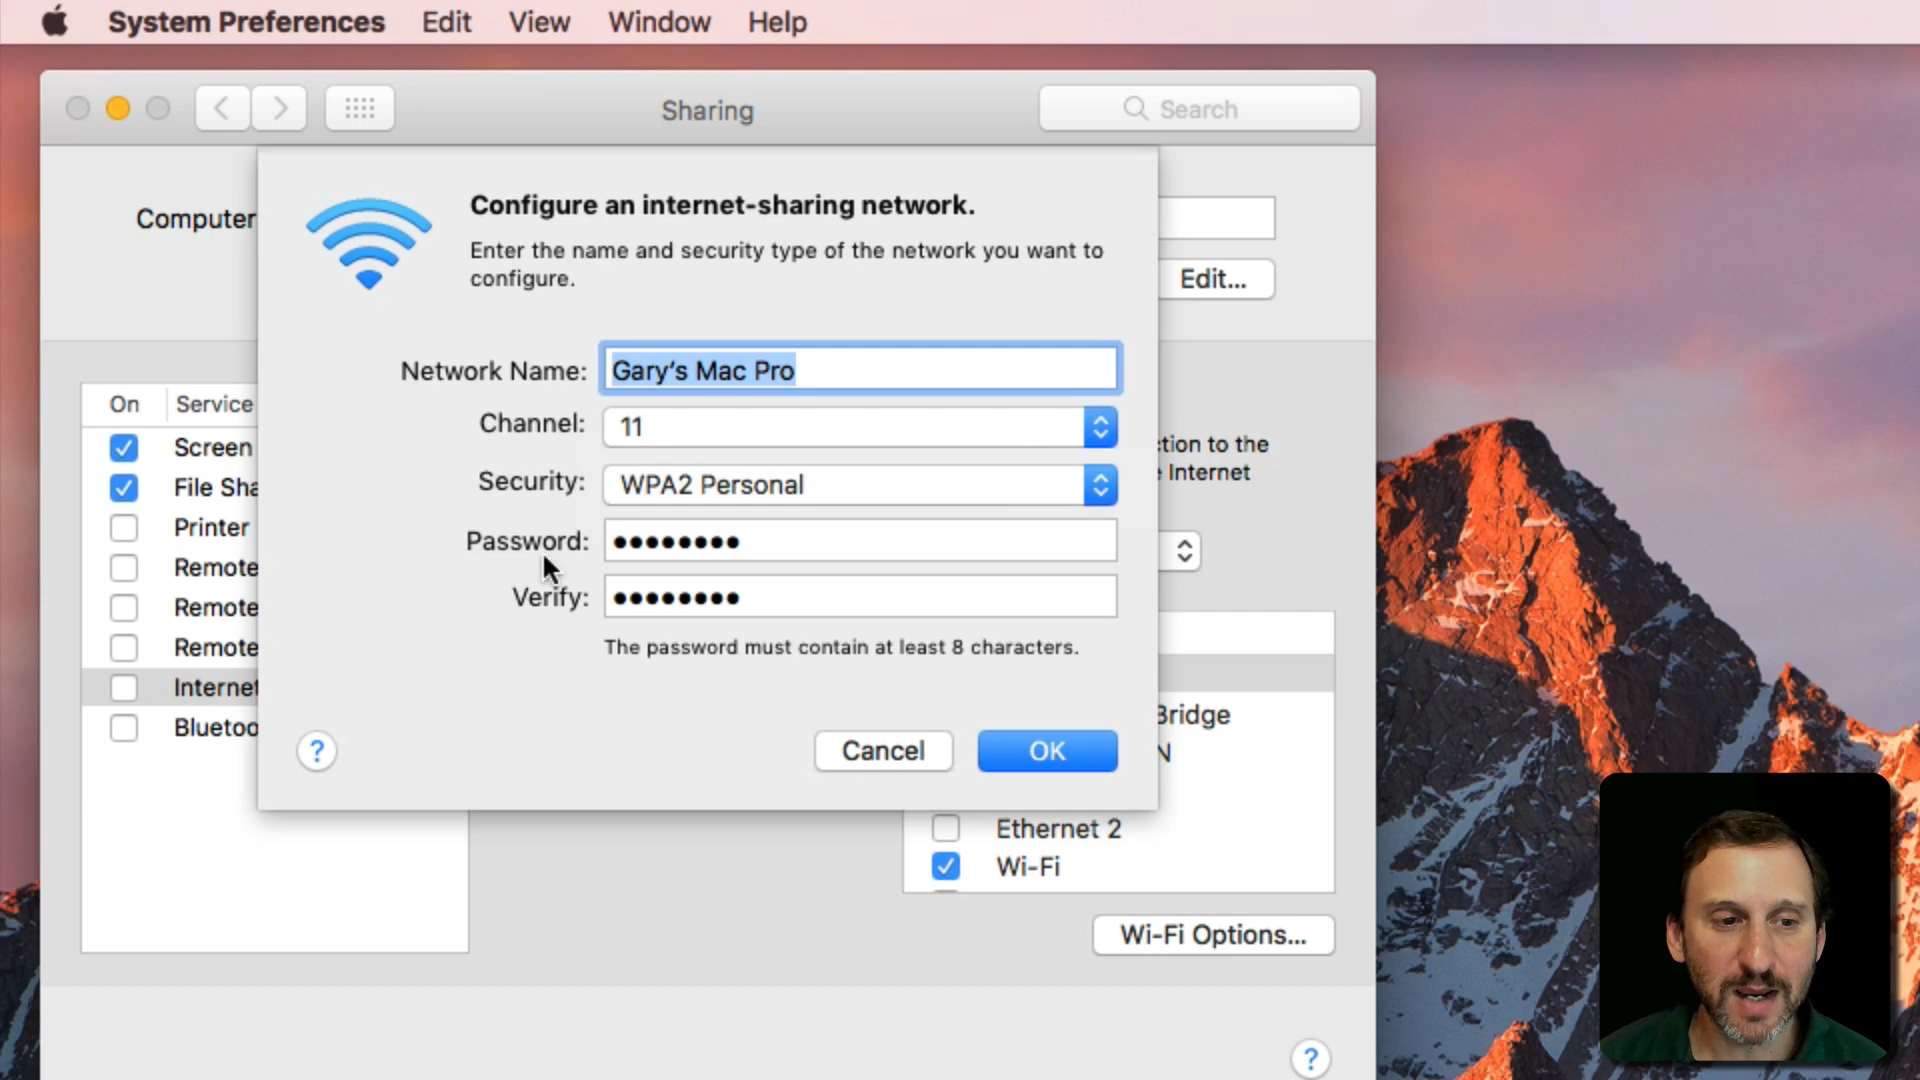 System Preferences Edit View Window Help
Sharing
Search
Computer
Edit...
Configure an internet-sharing network.
Enter the name and security type of the network you want to
configure.
Network Name: Gary's Mac Pro
Channel: 11
Security: WPA2 Personal
Password: ●●●●●●●●
Verify: ●●●●●●●●
The password must contain at least 8 characters.
? Cancel OK
On Service
Screen
File Sha
Printer
Remote
Remote
Remote
Internet
Bluetoo
ction to the
Internet
Bridge
N
Ethernet 2
Wi-Fi
Wi-Fi Options...
?